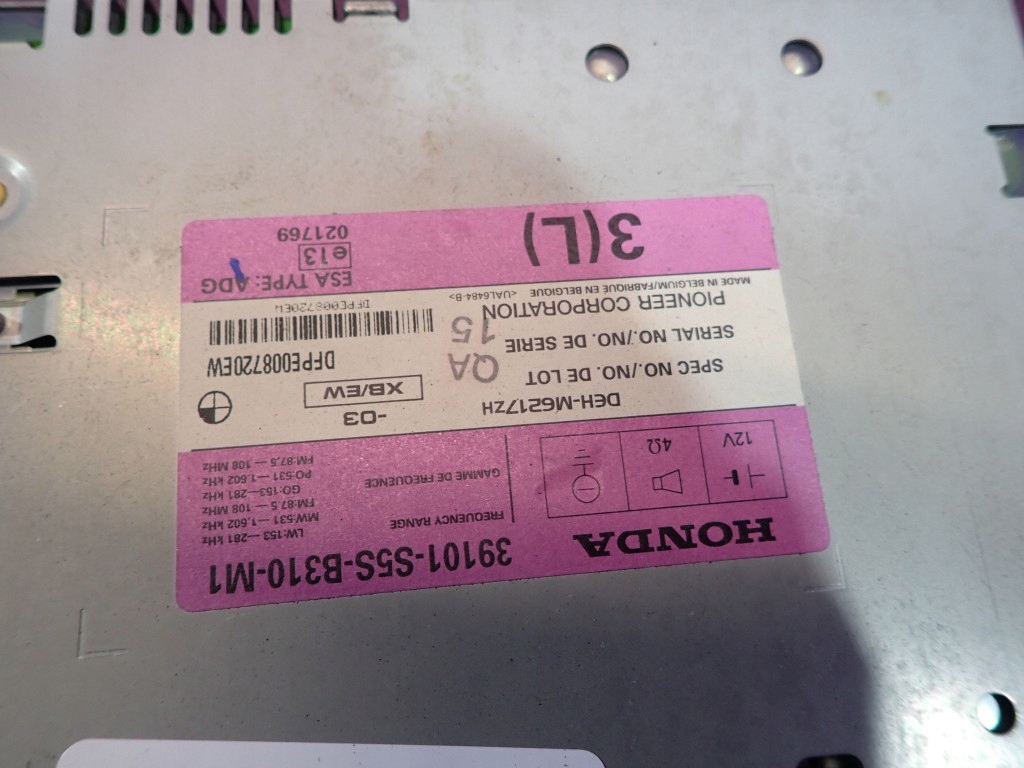 HONDA 39101-S5S-B310-M1
12V 4Ω
FREQUENCY RANGE
LW:153—281 kHz
MW:531—1,602 kHz
FM:87.5—108 MHz
GAMME DE FREQUENCE
GO:153—281 kHz
PO:531—1,602 kHz
FM:87,5—108 MHz
DEH-M6217ZH -03
SPEC NO./NO. DE LOT QA XB/EW
SERIAL NO./NO. DE SERIE 15 DFPE008720EW
PIONEER CORPORATION
MADE IN BELGIUM/FABRIQUÉ EN BELGIQUE <UAL6484-B>
DFPE008720EW
3(L) ESA TYPE: ADG
e13
021769